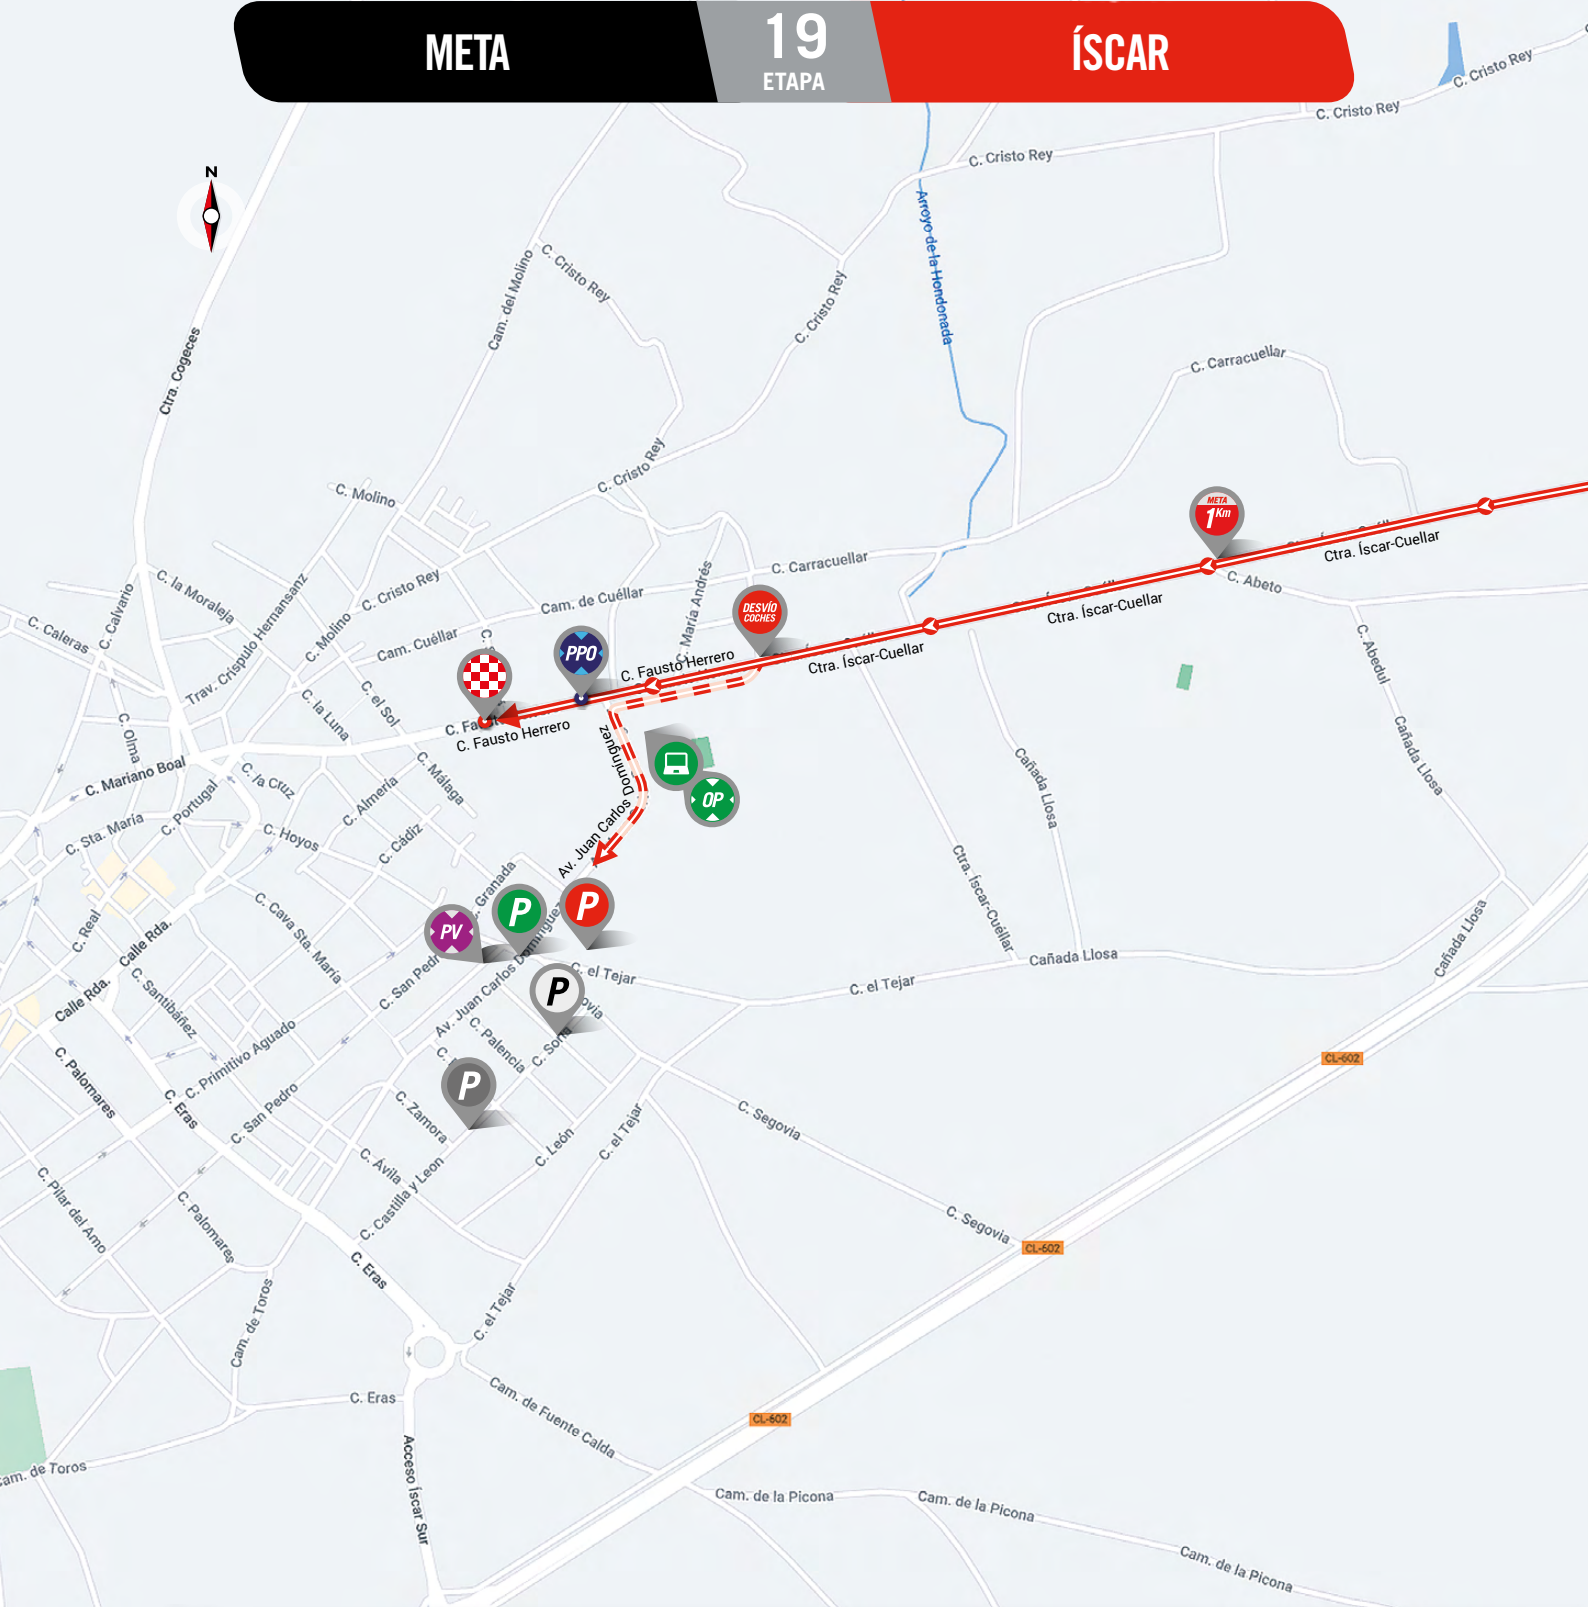 META
19
ETAPA
ÍSCAR
C. Cristo Rey
C. Cristo Rey
C. Cristo Rey
N
Arroyo de la Hondonada
C. Cristo Rey
Cam. del Molino
C. Cristo Rey
Ctra. Cogeces
C. Carracuellar
C. Cristo Rey
C. Molino
META
1Km
Ctra. Íscar-Cuellar
C. Carracuellar
C. Abeto
C. la Moraleja
C. Cristo Rey
Cam. de Cuéllar
C. María Andrés
DESVÍO
COCHES
Ctra. Íscar-Cuellar
C. Calvario
Trav. Críspulo Hernansanz
C. Molino
C. Caleras
Cam. Cuéllar
PPO
C. Fausto Herrero
Ctra. Íscar-Cuellar
C. Abedul
C. la Luna
C. el Sol
C. Fausto Herrero
C. Olma
C. Mariano Boal
C. la Cruz
C. Málaga
Av. Juan Carlos Domínguez
OP
Cañada Llosa
Cañada Llosa
C. Portugal
C. Almería
C. Sta. María
C. Hoyos
C. Cádiz
C. Granada
Ctra. Íscar-Cuéllar
P
P
PV
C. Real
Calle Rda.
C. Cava Sta. María
C. San Pedro
C. el Tejar
C. el Tejar
Cañada Llosa
Cañada Llosa
P
Calle Rda.
C. Santibáñez
Av. Juan Carlos Domínguez
C. Palencia
C. Soria
CL-602
C. Primitivo Aguado
C. Palomares
P
C. Eras
C. San Pedro
C. Zamora
C. León
C. el Tejar
C. Segovia
C. Ávila
C. Castilla y Leon
C. Pilar del Amo
C. Palomares
C. Segovia
CL-602
C. Eras
Cam. de Toros
C. el Tejar
C. Eras
Cam. de Fuente Calda
CL-602
Acceso Íscar Sur
Cam. de Toros
Cam. de la Picona
Cam. de la Picona
Cam. de la Picona